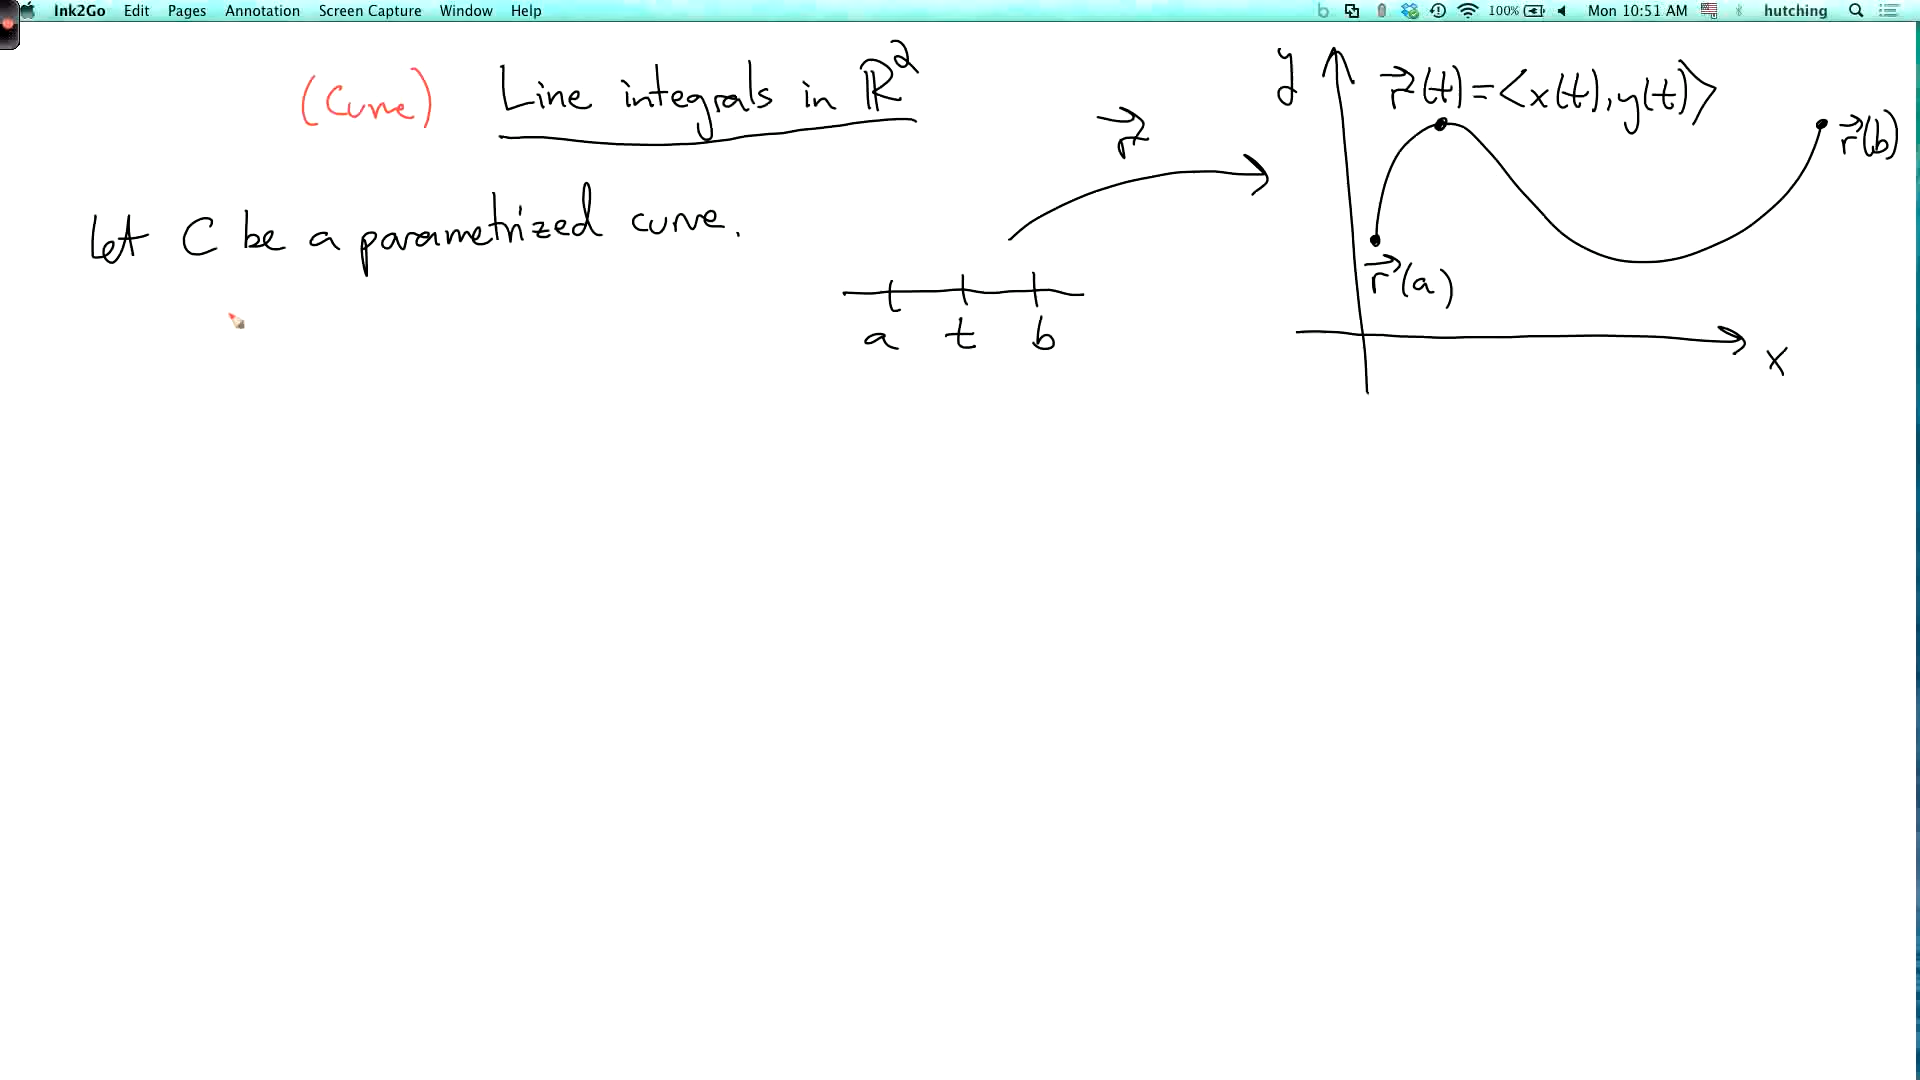 Ink2Go Edit Pages Annotation Screen Capture Window Help 100% Mon 10:51 AM hutching
(Curve) Line integrals in ℝ²
Let C be a parametrized curve.
r⃗
a t b
y
r⃗(t) = <x(t), y(t)>
r⃗(b)
r⃗(a)
x